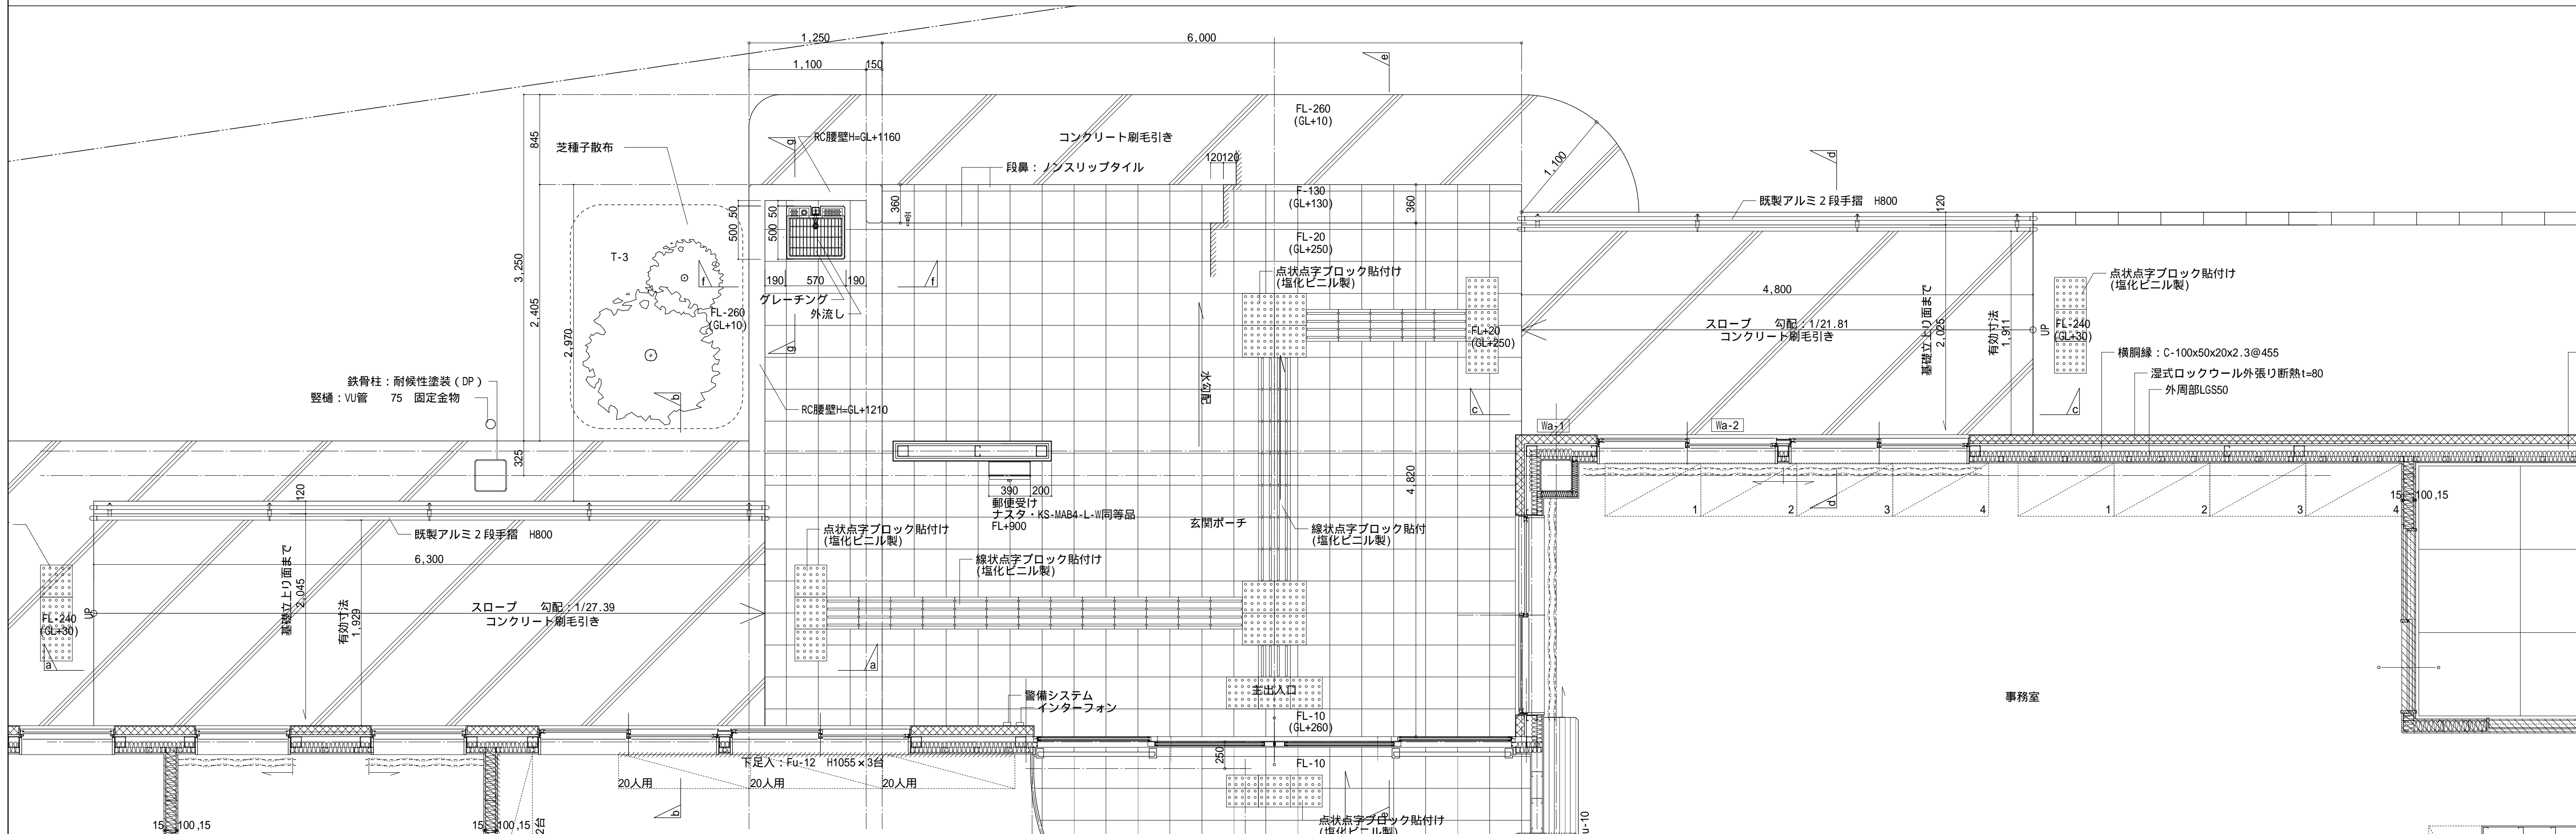 1,250
6,000
1,100
150
e
FL-260
(GL+10)
845
g
RC腰壁H=GL+1160
コンクリート刷毛引き
芝種子散布
段鼻：ノンスリップタイル
120
120
1,100
d
F-130
(GL+130)
360
360
既製アルミ２段手摺　H800
120
50
500
50
500
FL-20
(GL+250)
T-3
3,250
2,405
2,970
f
f
190
570
190
グレーチング
外流し
FL-260
(GL+10)
g
点状点字ブロック貼付け
(塩化ビニル製)
4,800
点状点字ブロック貼付け
(塩化ビニル製)
スロープ　勾配：1/21.81
コンクリート刷毛引き
FL+20
(GL+250)
基礎立上り面まで
2,025
有効寸法
1,911
UP
FL-240
(GL+30)
水勾配
横胴縁：C-100x50x20x2.3@455
湿式ロックウール外張り断熱t=80
外周部LGS50
鉄骨柱：耐候性塗装（DP）
竪樋：VU管　75　固定金物
b
RC腰壁H=GL+1210
c
c
Wa-1
Wa-2
325
120
390
200
郵便受け
ナスタ・KS-MAB4-L-W同等品
FL+900
4,820
d
1
2
3
4
1
2
3
4
15
100
,15
玄関ポーチ
線状点字ブロック貼付
(塩化ビニル製)
既製アルミ２段手摺　H800
点状点字ブロック貼付け
(塩化ビニル製)
線状点字ブロック貼付け
(塩化ビニル製)
6,300
基礎立上り面まで
2,045
有効寸法
1,929
UP
FL-240
(GL+30)
a
スロープ　勾配：1/27.39
コンクリート刷毛引き
a
警備システム
インターフォン
主出入口
FL-10
(GL+260)
事務室
250
FL-10
下足入：Fu-12　H1055×3台
20人用
20人用
20人用
b
e
点状点字ブロック貼付け
(塩化ビニル製)
15
100
,15
15
100
,15
2台
u-10